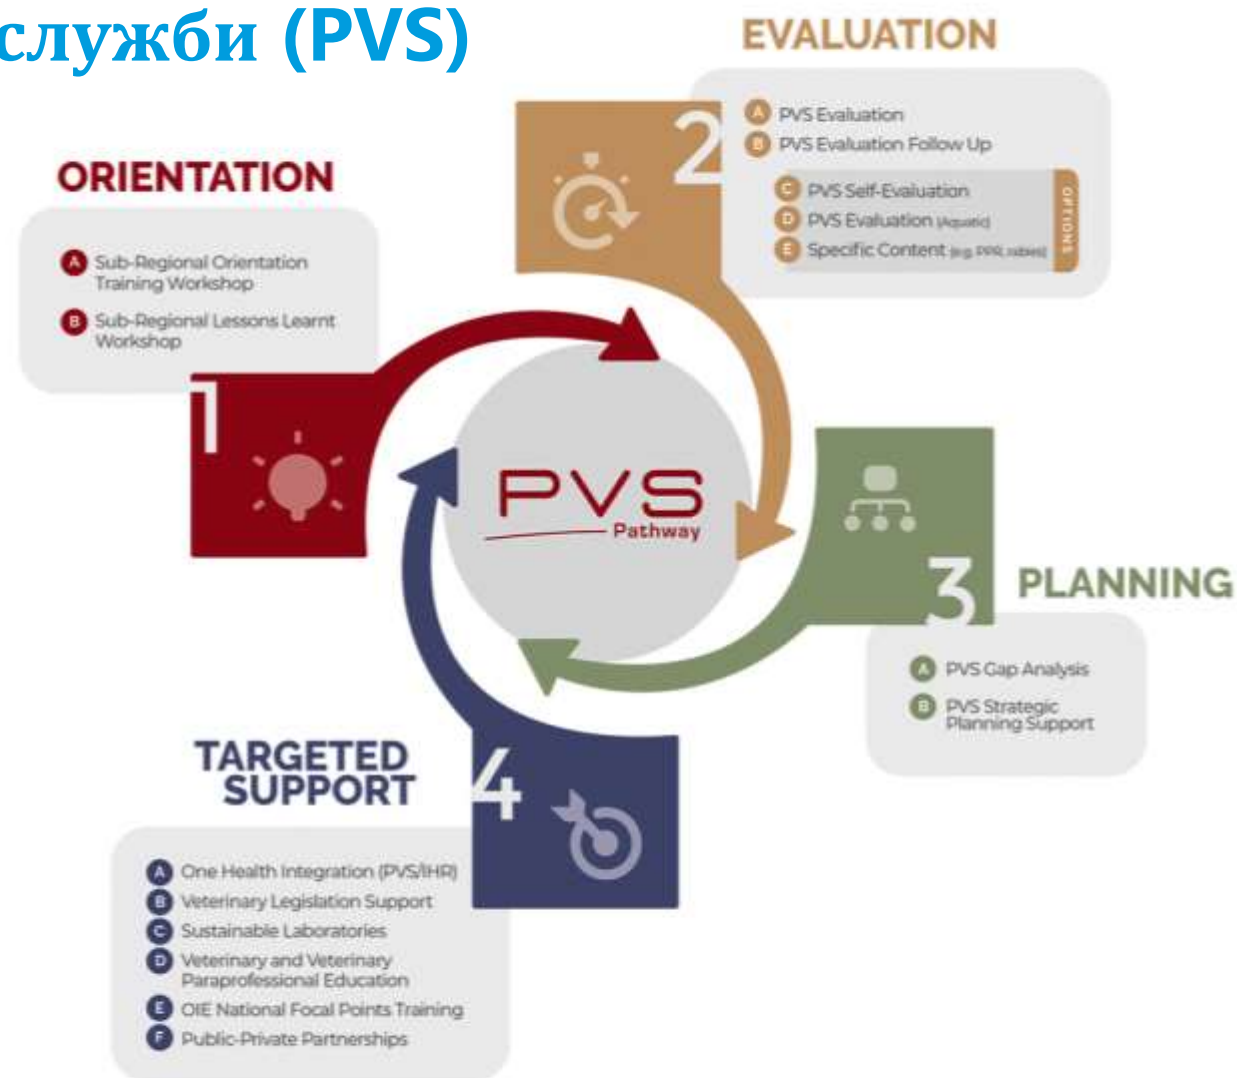 служби (PVS)
ORIENTATION
A Sub-Regional Orientation
Training Workshop
B Sub-Regional Lessons Learnt
Workshop
1
EVALUATION
2
A PVS Evaluation
B PVS Evaluation Follow Up
C PVS Self-Evaluation
D PVS Evaluation (Aquatic)
E Specific Content (e.g. PPR, rabies)
OPTIONS
PVS
Pathway
3
PLANNING
A PVS Gap Analysis
B PVS Strategic
Planning Support
TARGETED
SUPPORT
4
A One Health Integration (PVS/IHR)
B Veterinary Legislation Support
C Sustainable Laboratories
D Veterinary and Veterinary
Paraprofessional Education
E OIE National Focal Points Training
F Public-Private Partnerships